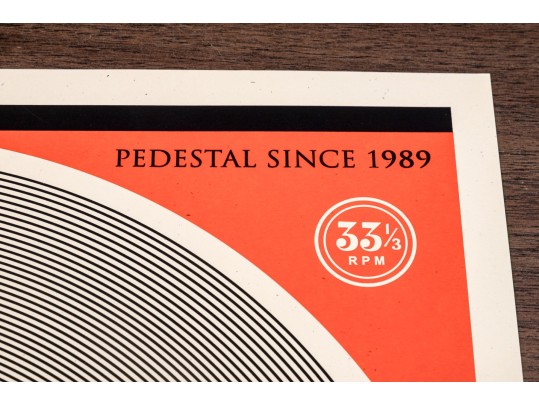 PEDESTAL SINCE 1989
33⅓
RPM